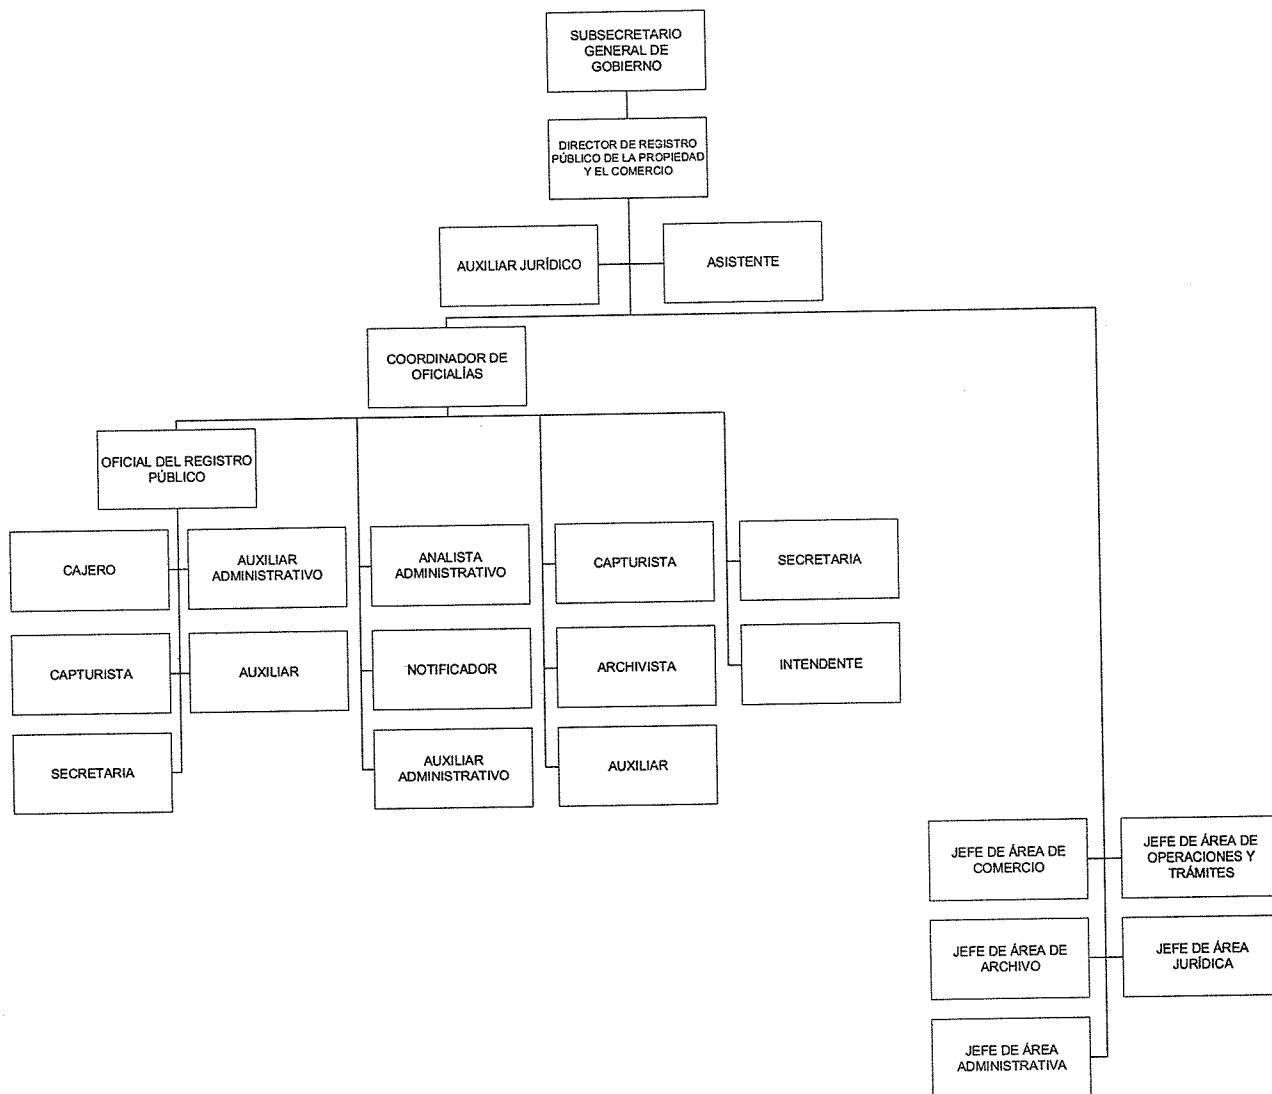 SUBSECRETARIO
GENERAL DE
GOBIERNO
DIRECTOR DE REGISTRO
PÚBLICO DE LA PROPIEDAD
Y EL COMERCIO
AUXILIAR JURÍDICO
ASISTENTE
COORDINADOR DE
OFICIALÍAS
OFICIAL DEL REGISTRO
PÚBLICO
CAJERO
AUXILIAR
ADMINISTRATIVO
ANALISTA
ADMINISTRATIVO
CAPTURISTA
SECRETARIA
CAPTURISTA
AUXILIAR
NOTIFICADOR
ARCHIVISTA
INTENDENTE
SECRETARIA
AUXILIAR
ADMINISTRATIVO
AUXILIAR
JEFE DE ÁREA DE
COMERCIO
JEFE DE ÁREA DE
OPERACIONES Y
TRÁMITES
JEFE DE ÁREA DE
ARCHIVO
JEFE DE ÁREA
JURÍDICA
JEFE DE ÁREA
ADMINISTRATIVA